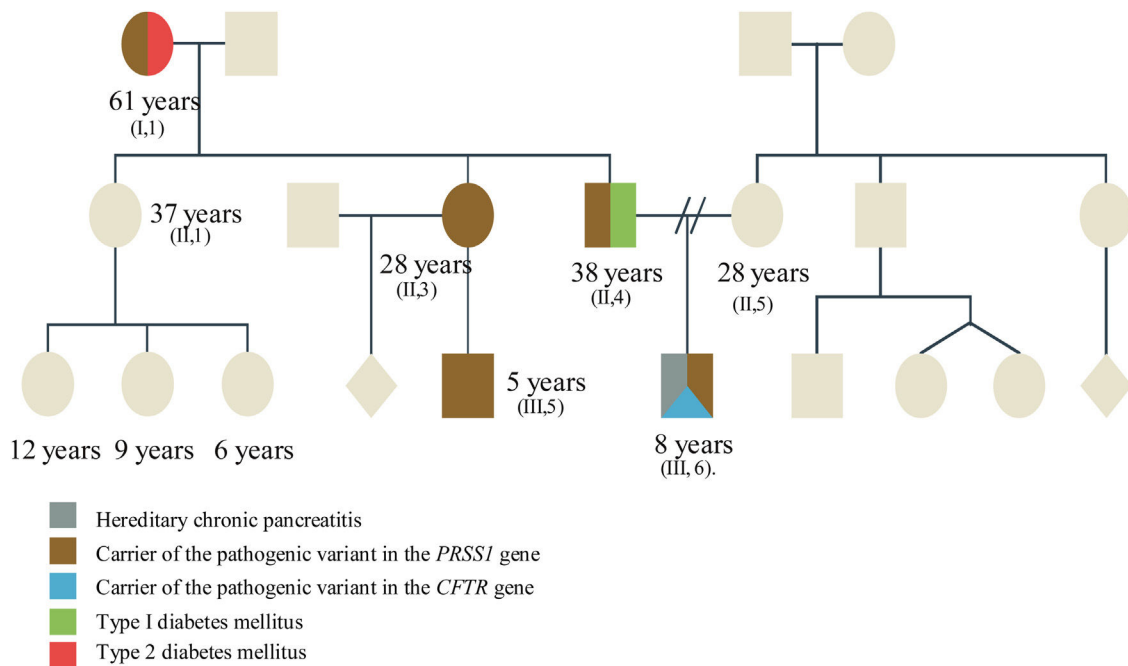 61 years
(I,1)
37 years
(II,1)
28 years
(II,3)
38 years
(II,4)
28 years
(II,5)
5 years
(III,5)
12 years 9 years 6 years
8 years
(III, 6).
Hereditary chronic pancreatitis
Carrier of the pathogenic variant in the PRSS1 gene
Carrier of the pathogenic variant in the CFTR gene
Type I diabetes mellitus
Type 2 diabetes mellitus